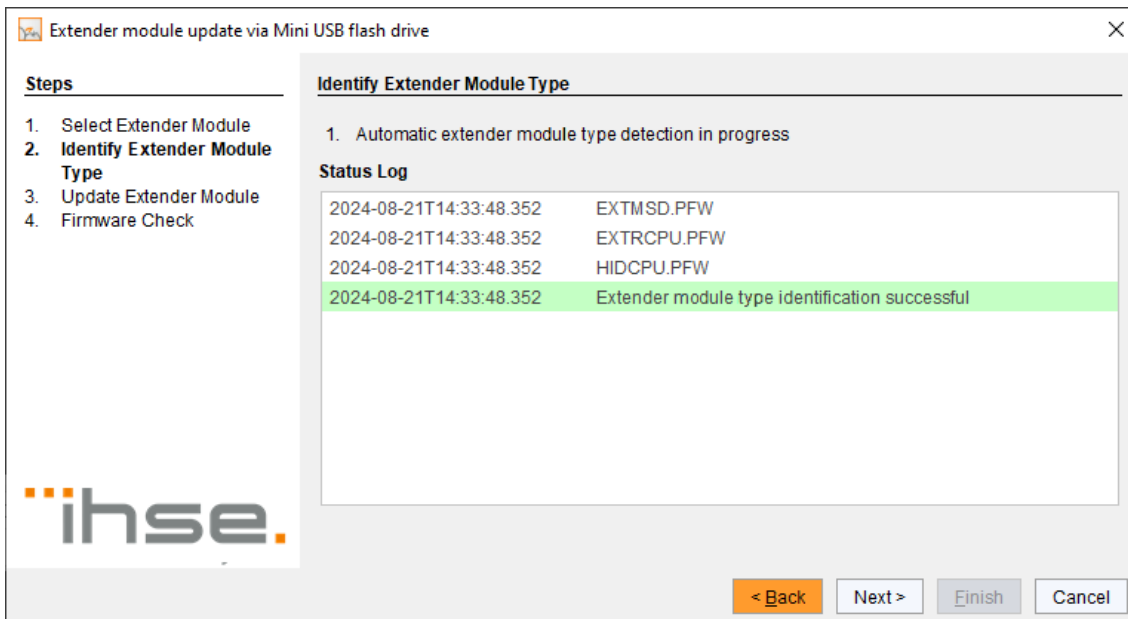 Extender module update via Mini USB flash drive
Steps
1. Select Extender Module
2. Identify Extender Module
Type
3. Update Extender Module
4. Firmware Check
Identify Extender Module Type
1. Automatic extender module type detection in progress
Status Log
2024-08-21T14:33:48.352 EXTMSD.PFW
2024-08-21T14:33:48.352 EXTRCPU.PFW
2024-08-21T14:33:48.352 HIDCPU.PFW
2024-08-21T14:33:48.352 Extender module type identification successful
ihse.
< Back Next > Finish Cancel